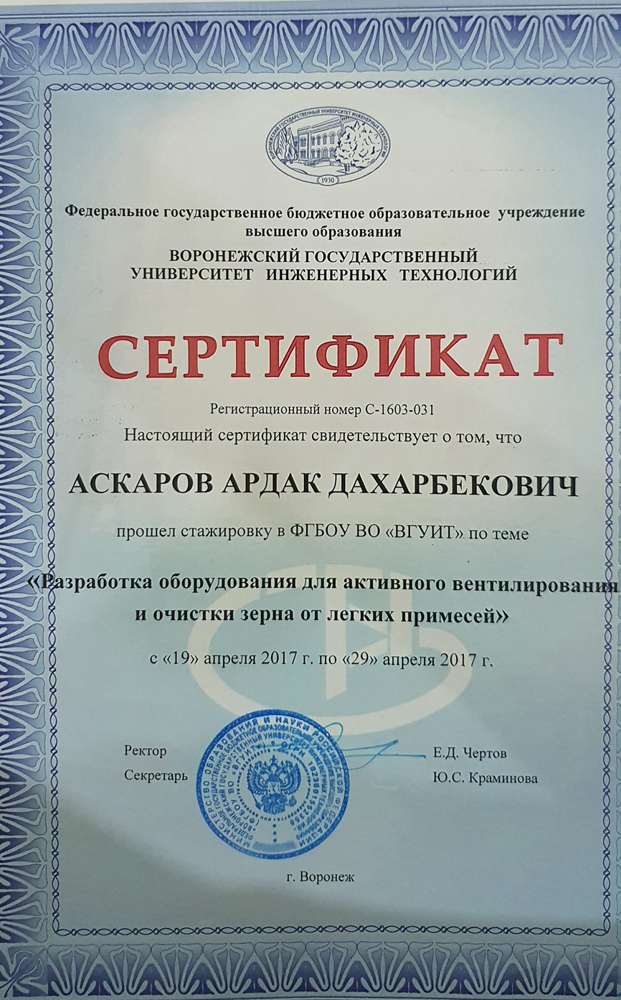 ВОРОНЕЖСКИЙ ГОСУДАРСТВЕННЫЙ УНИВЕРСИТЕТ ИНЖЕНЕРНЫХ ТЕХНОЛОГИЙ
1930
Федеральное государственное бюджетное образовательное учреждение
высшего образования
ВОРОНЕЖСКИЙ ГОСУДАРСТВЕННЫЙ
УНИВЕРСИТЕТ ИНЖЕНЕРНЫХ ТЕХНОЛОГИЙ
СЕРТИФИКАТ
Регистрационный номер С-1603-031
Настоящий сертификат свидетельствует о том, что
АСКАРОВ АРДАК ДАХАРБЕКОВИЧ
прошел стажировку в ФГБОУ ВО «ВГУИТ» по теме
«Разработка оборудования для активного вентилирования
и очистки зерна от легких примесей»
с «19» апреля 2017 г. по «29» апреля 2017 г.
Ректор Е.Д. Чертов
Секретарь Ю.С. Краминова
МИНИСТЕРСТВО ОБРАЗОВАНИЯ И НАУКИ РОССИЙСКОЙ ФЕДЕРАЦИИ
г. Воронеж